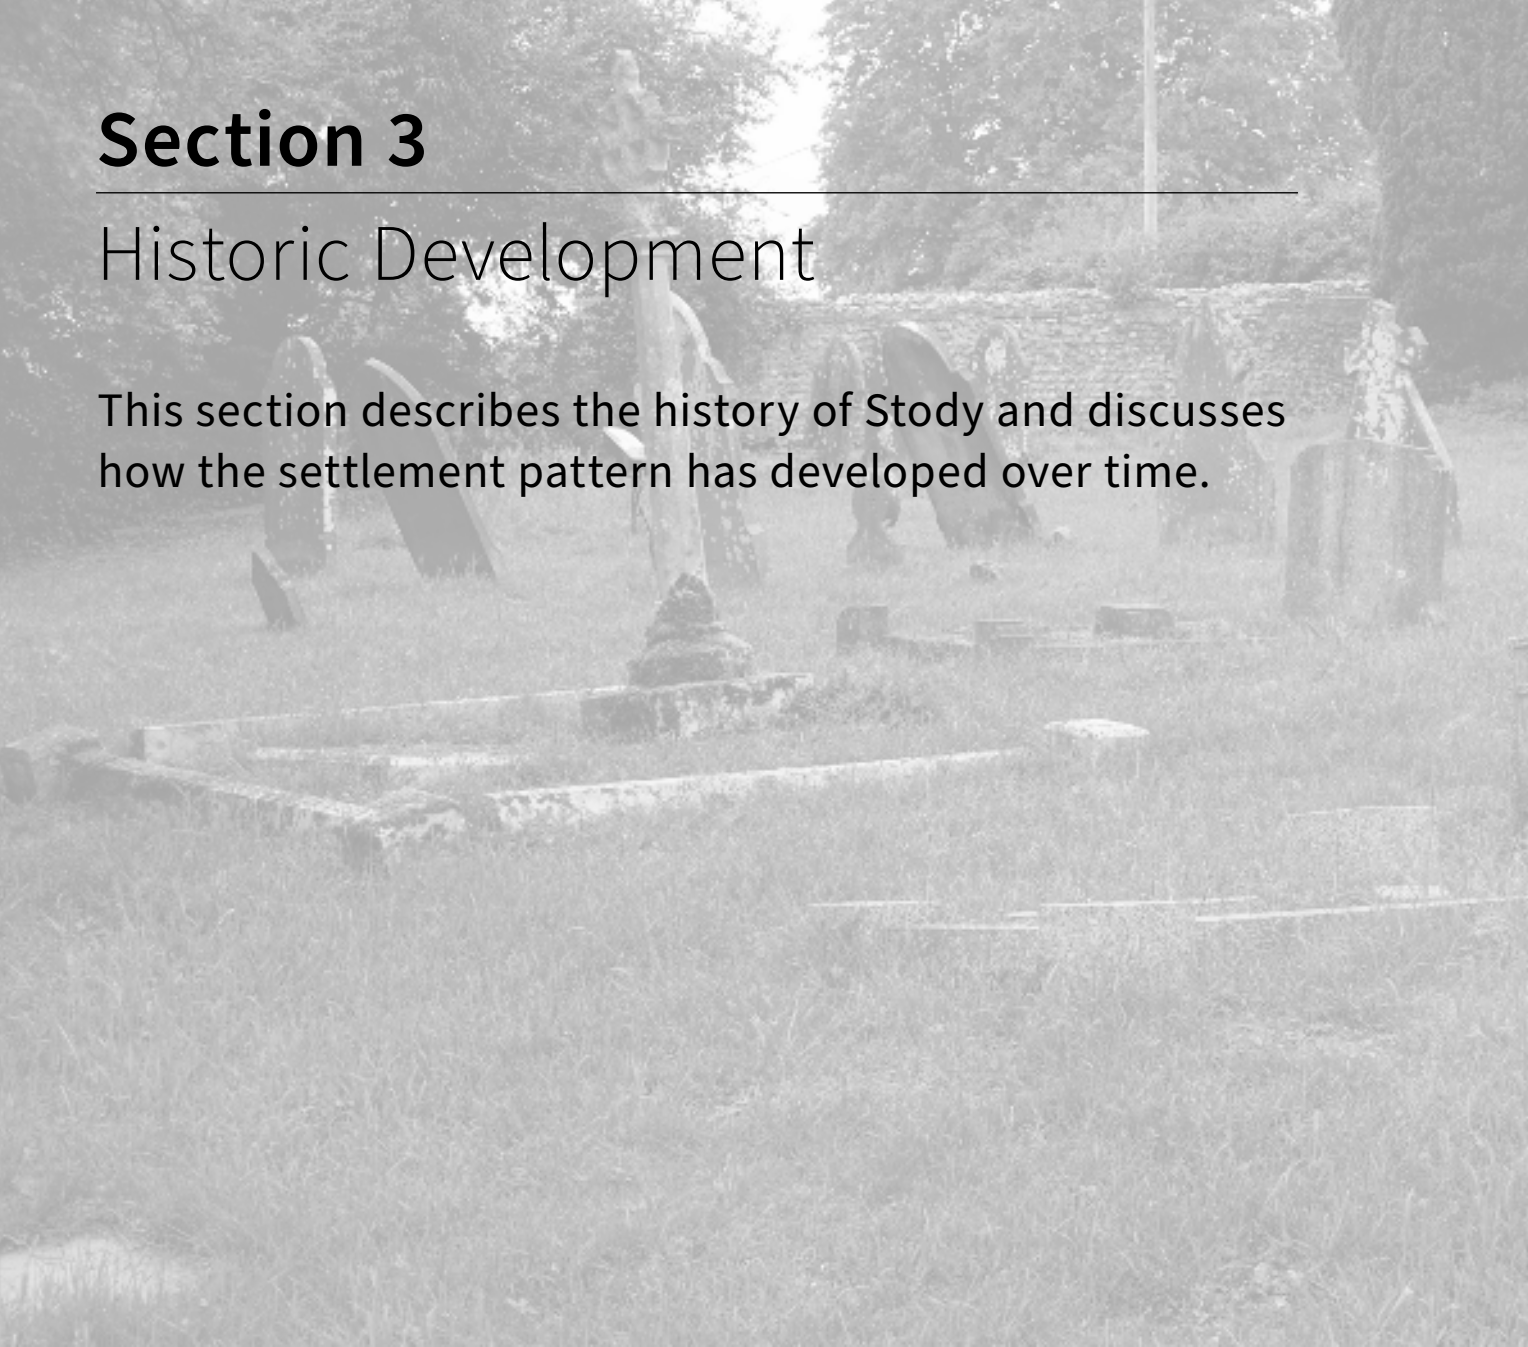 Section 3
Historic Development
This section describes the history of Stody and discusses
how the settlement pattern has developed over time.